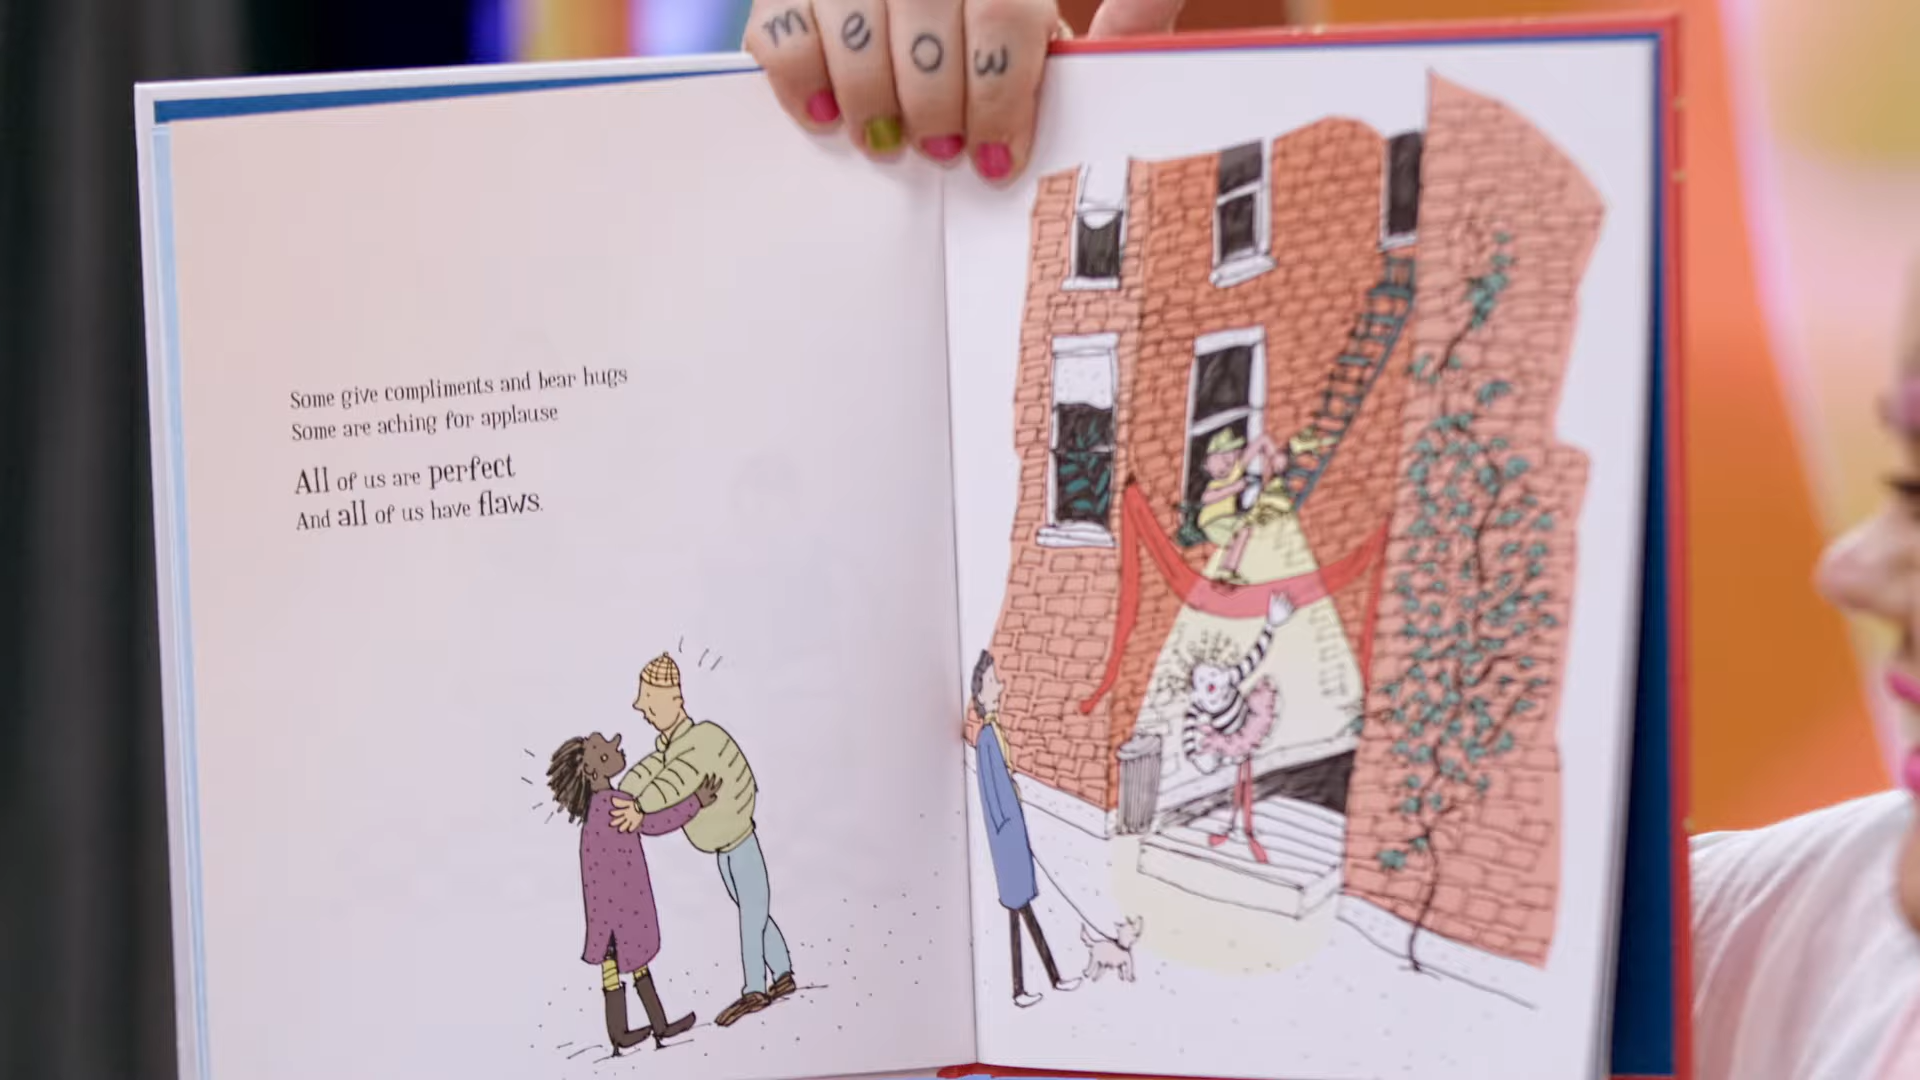 meow
Some give compliments and bear hugs
Some are aching for applause
All of us are perfect
And all of us have flaws.